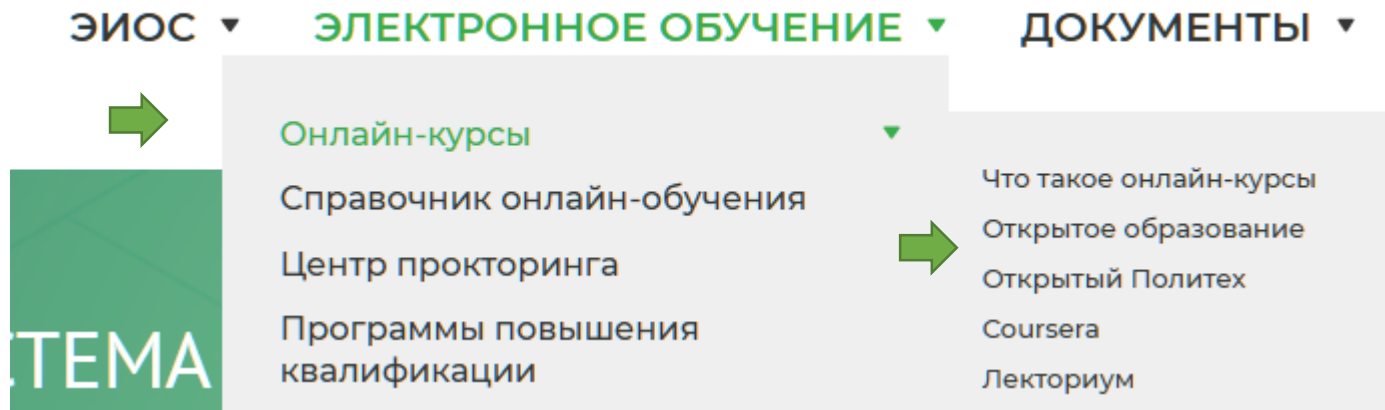 ЭИОС ЭЛЕКТРОННОЕ ОБУЧЕНИЕ ДОКУМЕНТЫ
Онлайн-курсы
Справочник онлайн-обучения
Центр прокторинга
Программы повышения
квалификации
Что такое онлайн-курсы
Открытое образование
Открытый Политех
Coursera
Лекториум